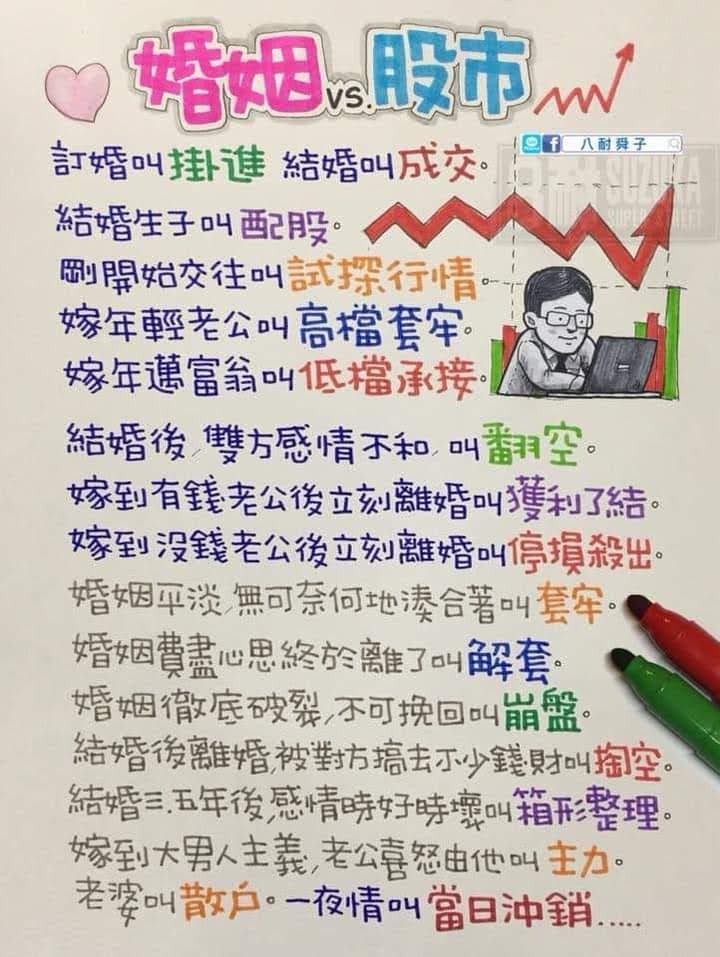 婚姻vs.股市
八耐舜子
訂婚叫掛進 結婚叫成交。
結婚生子叫配股。
剛開始交往叫試探行情。
嫁年輕老公叫高檔套牢。
嫁年邁富翁叫低檔承接。
結婚後,雙方感情不和,叫翻空。
嫁到有錢老公後立刻離婚叫獲利了結。
嫁到沒錢老公後立刻離婚叫停損殺出。
婚姻平淡,無可奈何地湊合著叫套牢。
婚姻費盡心思終於離了叫解套。
婚姻徹底破裂,不可挽回叫崩盤。
結婚後離婚,被對方搞去不少錢財叫掏空。
結婚三.五年後,感情時好時壞叫箱形整理。
嫁到大男人主義,老公喜怒由他叫主力。
老婆叫散户。一夜情叫當日沖銷.....